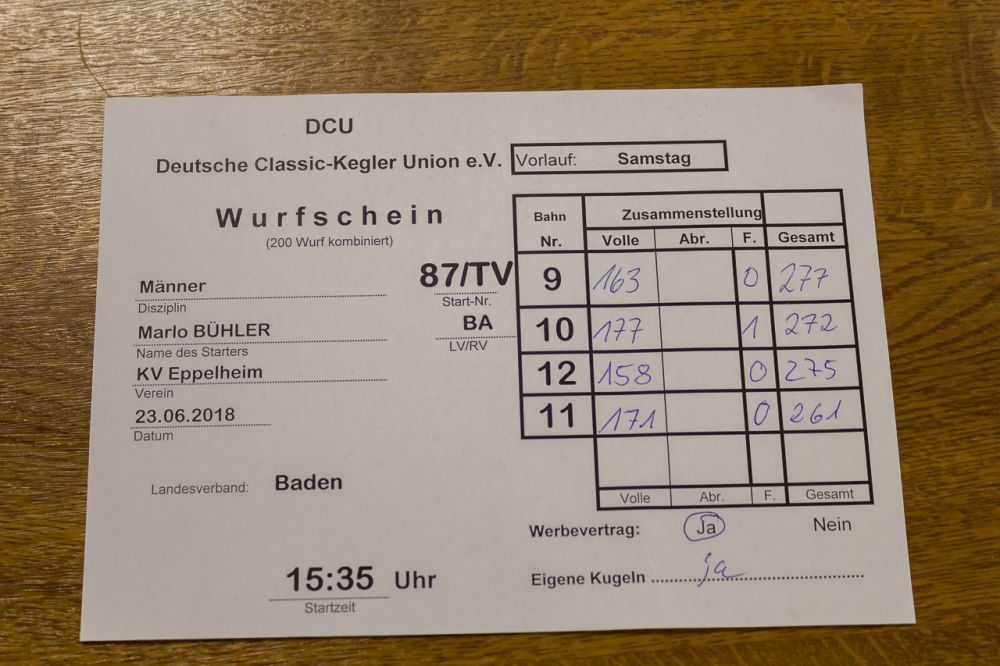 DCU
Deutsche Classic-Kegler Union e.V.
Vorlauf: Samstag
Wurfschein
(200 Wurf kombiniert)
Männer
Disziplin
87/TV
Start-Nr.
Marlo BÜHLER
Name des Starters
BA
LV/RV
KV Eppelheim
Verein
23.06.2018
Datum
Landesverband: Baden
15:35 Uhr
Startzeit
Bahn Zusammenstellung
Nr. Volle Abr. F. Gesamt
9 163 0 277
10 177 1 272
12 158 0 275
11 171 0 261
Volle Abr. F. Gesamt
Werbevertrag: Ja Nein
Eigene Kugeln ja